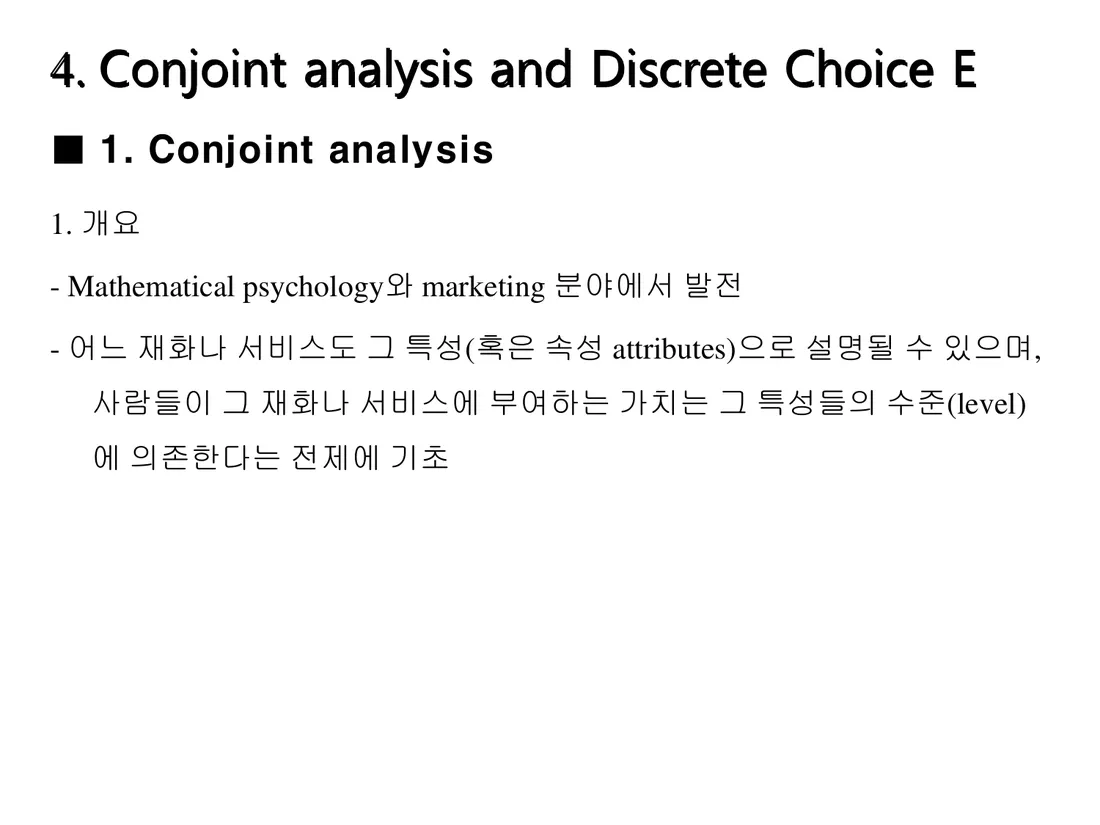 4. Conjoint analysis and Discrete Choice E
■ 1. Conjoint analysis
1. 개요
- Mathematical psychology와 marketing 분야에서 발전
- 어느 재화나 서비스도 그 특성(혹은 속성 attributes)으로 설명될 수 있으며,
사람들이 그 재화나 서비스에 부여하는 가치는 그 특성들의 수준(level)
에 의존한다는 전제에 기초